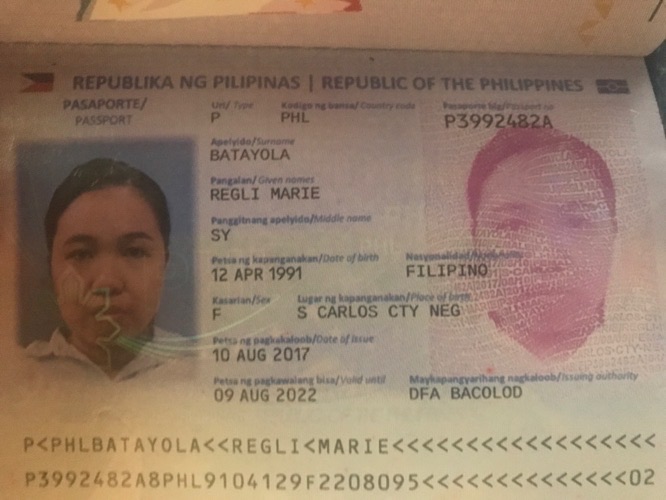 REPUBLIKA NG PILIPINAS | REPUBLIC OF THE PHILIPPINES
PASAPORTE/
PASSPORT
Uri/ Type
P
Kodigo ng bansa/ Country code
PHL
Pasaporte blg/Passport no
P3992482A
Apelyido/Surname
BATAYOLA
Pangalan/ Given names
REGLI MARIE
Panggitnang apelyido/Middle name
SY
Petsa ng kapanganakan/Date of birth
12 APR 1991
Nasyonalidad/Nationality
FILIPINO
Kasarian/Sex
F
Lugar ng kapanganakan/Place of birth
S CARLOS CTY NEG
Petsa ng pagkakaloob/Date of issue
10 AUG 2017
Petsa ng pagkawalang bisa/Valid until
09 AUG 2022
Maykapangyarihang nagkaloob/Issuing authority
DFA BACOLOD
P<PHLBATAYOLA<<REGLI<MARIE<<<<<<<<<<<<<<<<<<
P3992482A8PHL9104129F2208095<<<<<<<<<<<<<<02